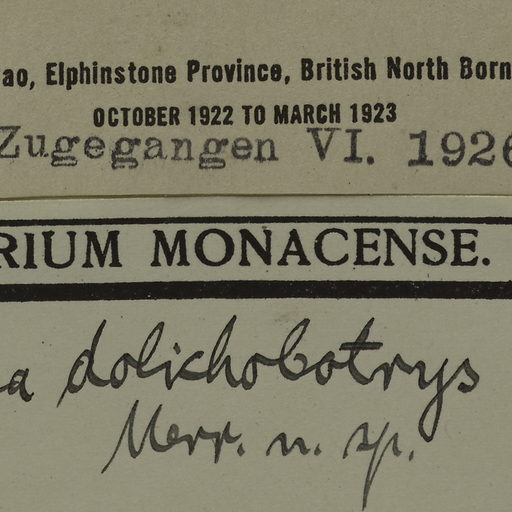 ao, Elphinstone Province, British North Born
OCTOBER 1922 TO MARCH 1923
Zugegangen VI. 1926
RIUM MONACENSE.
a dolichobotrys
Merr. n. sp.